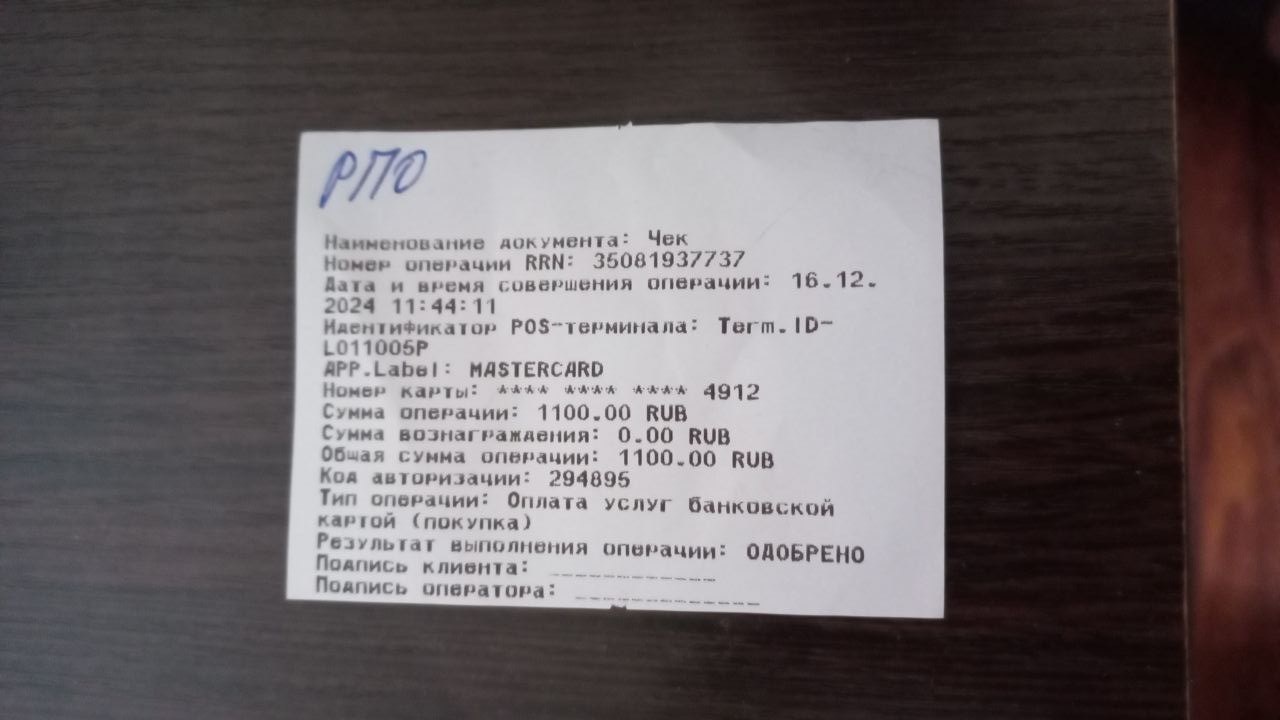 РПО
Наименование документа: Чек
Номер операции RRN: 35081937737
Дата и время совершения операции: 16.12.
2024 11:44:11
Идентификатор POS-терминала: Term.ID-
L011005P
APP.Label: MASTERCARD
Номер карты: **** **** **** 4912
Сумма операции: 1100.00 RUB
Сумма вознаграждения: 0.00 RUB
Общая сумма операции: 1100.00 RUB
Код авторизации: 294895
Тип операции: Оплата услуг банковской
картой (покупка)
Результат выполнения операции: ОДОБРЕНО
Подпись клиента: ____________
Подпись оператора: ____________